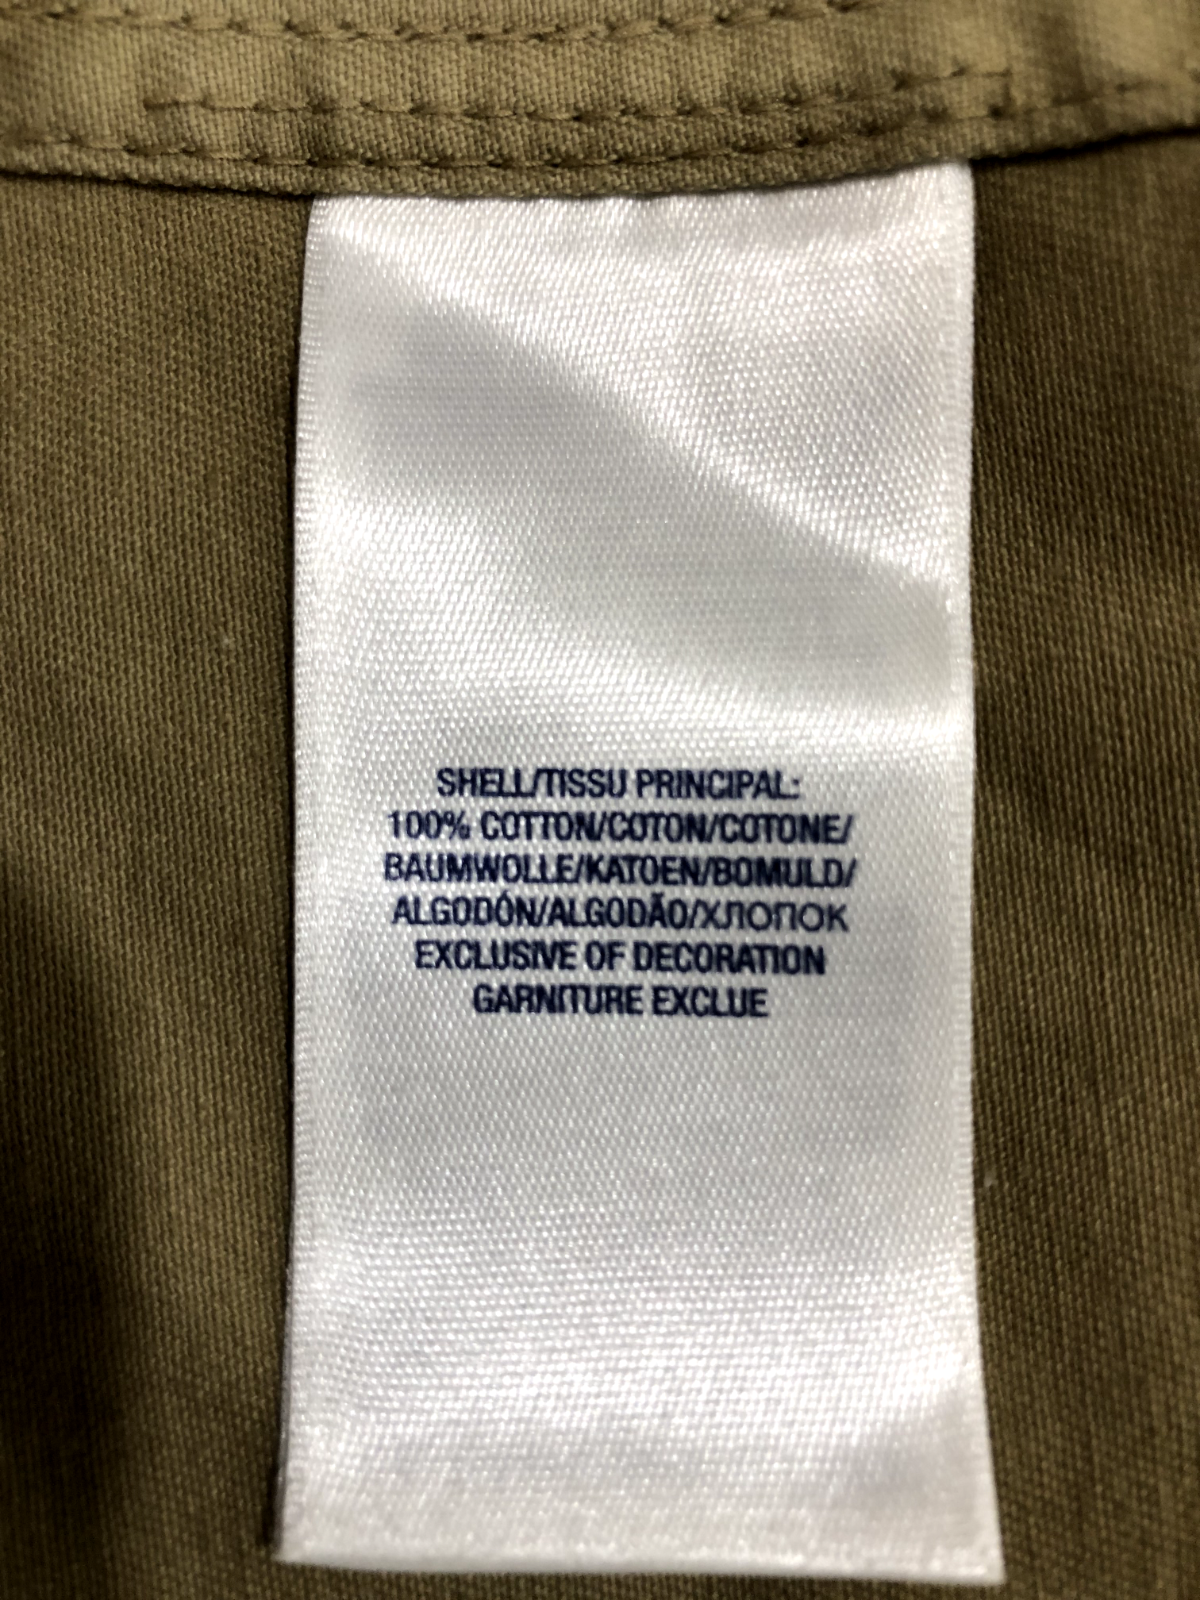 SHELL/TISSU PRINCIPAL:
100% COTTON/COTON/COTONE/
BAUMWOLLE/KATOEN/BOMULD/
ALGODÓN/ALGODÃO/ХЛОПОК
EXCLUSIVE OF DECORATION
GARNITURE EXCLUE